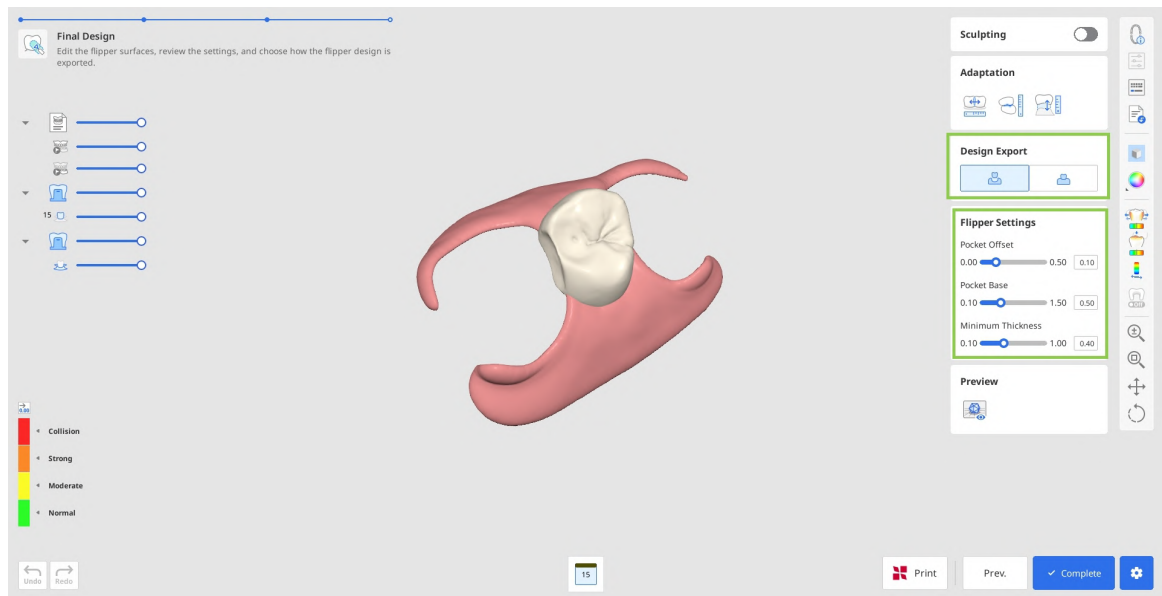 Final Design
Edit the flipper surfaces, review the settings, and choose how the flipper design is
exported.
15
0.00
Collision
Strong
Moderate
Normal
Undo
Redo
15
Sculpting
Adaptation
Design Export
Flipper Settings
Pocket Offset
0.00 0.50 0.10
Pocket Base
0.10 1.50 0.50
Minimum Thickness
0.10 1.00 0.40
Preview
Print
Prev.
Complete